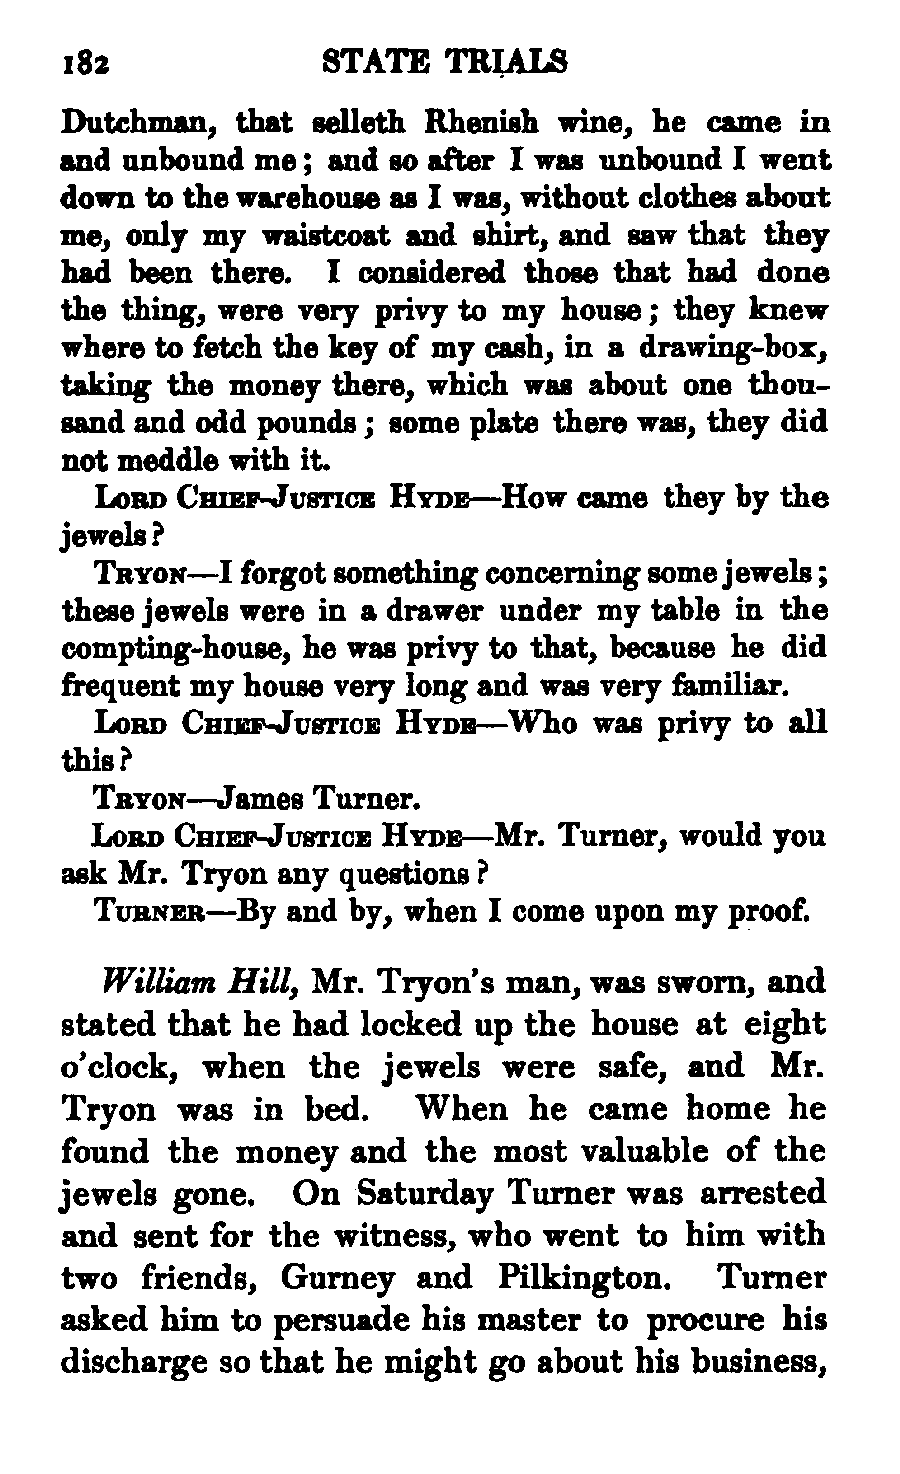 182 STATE TRIALS
Dutchman, that selleth Rhenish wine, he came in
and unbound me; and so after I was unbound I went
down to the warehouse as I was, without clothes about
me, only my waistcoat and shirt, and saw that they
had been there. I considered those that had done
the thing, were very privy to my house; they knew
where to fetch the key of my cash, in a drawing-box,
taking the money there, which was about one thou-
sand and odd pounds; some plate there was, they did
not meddle with it.
LORD CHIEF-JUSTICE HYDE—How came they by the
jewels?
TRYON—I forgot something concerning some jewels;
these jewels were in a drawer under my table in the
compting-house, he was privy to that, because he did
frequent my house very long and was very familiar.
LORD CHIEF-JUSTICE HYDE—Who was privy to all
this?
TRYON—James Turner.
LORD CHIEF-JUSTICE HYDE—Mr. Turner, would you
ask Mr. Tryon any questions?
TURNER—By and by, when I come upon my proof.
William Hill, Mr. Tryon's man, was sworn, and
stated that he had locked up the house at eight
o'clock, when the jewels were safe, and Mr.
Tryon was in bed. When he came home he
found the money and the most valuable of the
jewels gone. On Saturday Turner was arrested
and sent for the witness, who went to him with
two friends, Gurney and Pilkington. Turner
asked him to persuade his master to procure his
discharge so that he might go about his business,